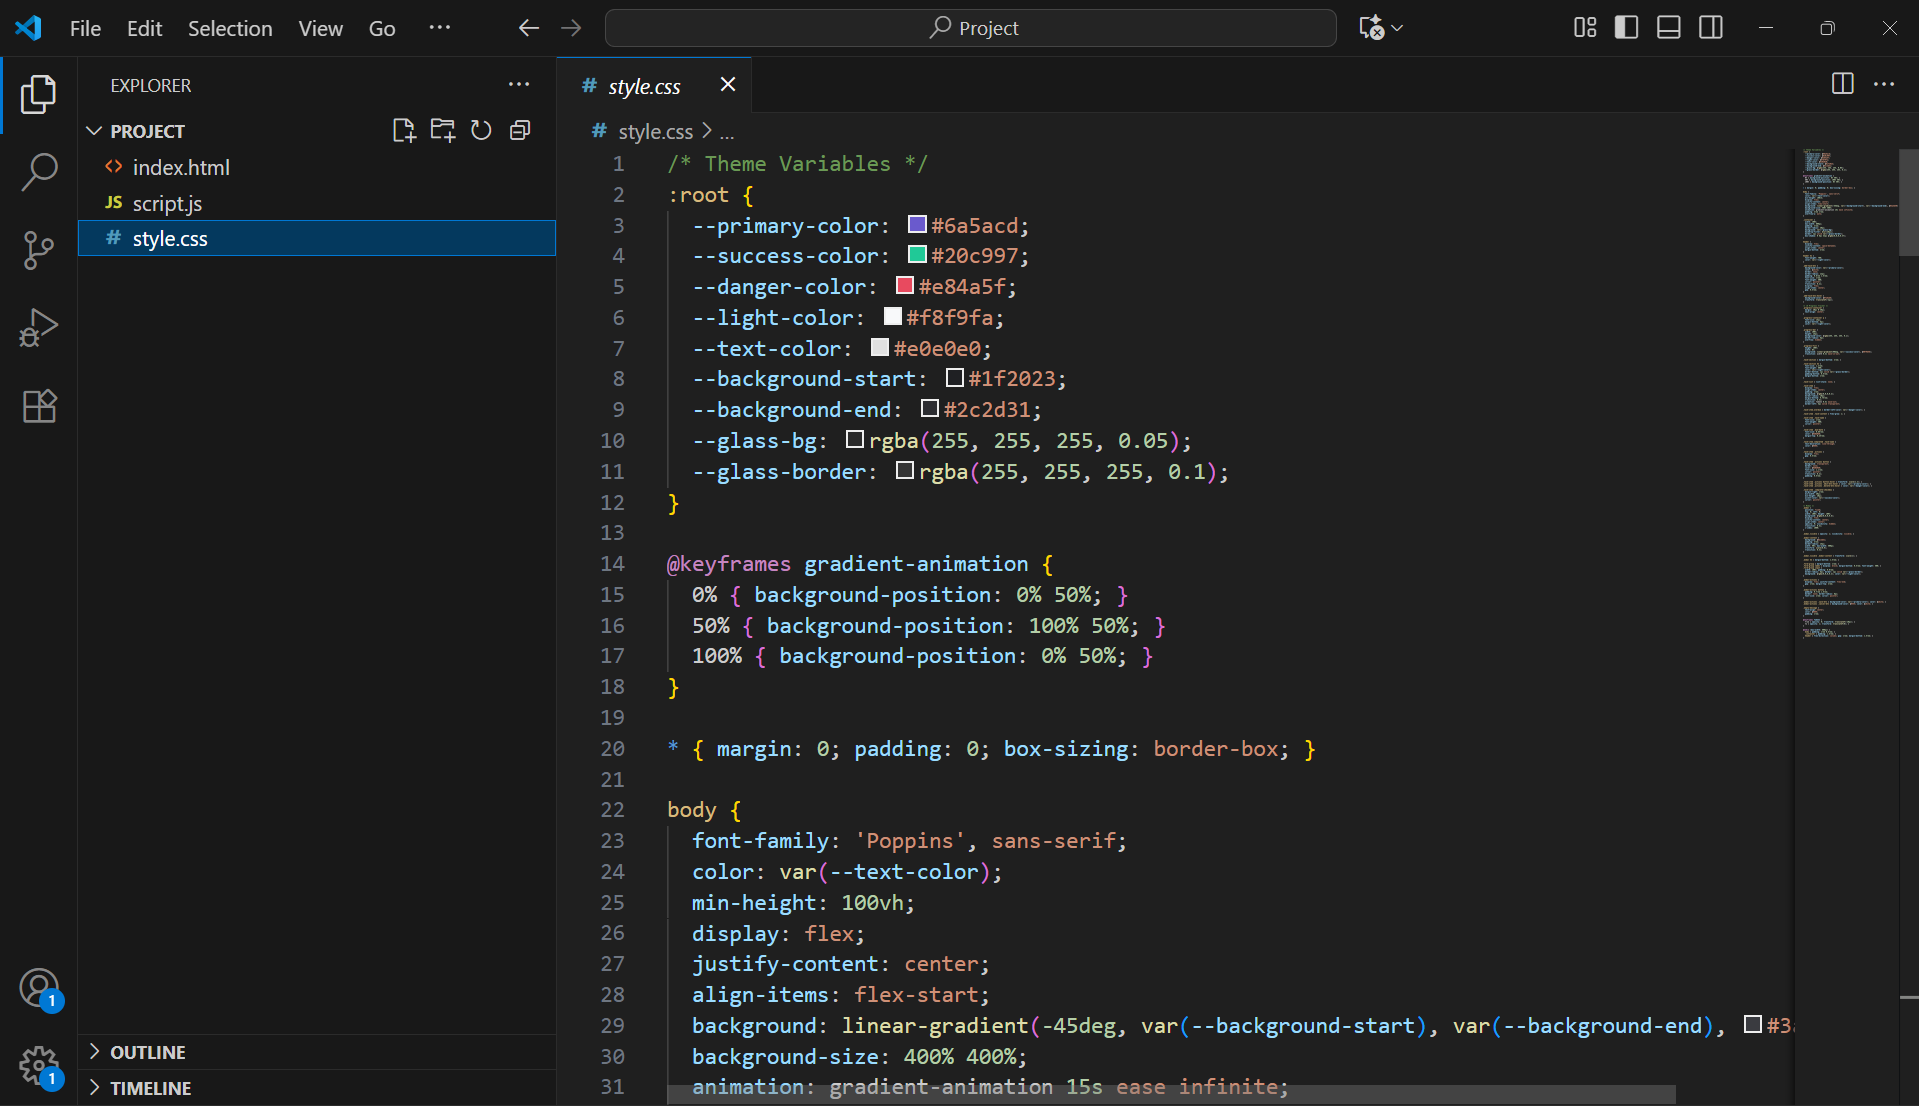 File Edit Selection View Go ···
Project
EXPLORER
PROJECT
index.html
JS script.js
# style.css
OUTLINE
TIMELINE
1
1
# style.css
# style.css > ...
1 /* Theme Variables */
2 :root {
3 --primary-color: #6a5acd;
4 --success-color: #20c997;
5 --danger-color: #e84a5f;
6 --light-color: #f8f9fa;
7 --text-color: #e0e0e0;
8 --background-start: #1f2023;
9 --background-end: #2c2d31;
10 --glass-bg: rgba(255, 255, 255, 0.05);
11 --glass-border: rgba(255, 255, 255, 0.1);
12 }
13
14 @keyframes gradient-animation {
15 0% { background-position: 0% 50%; }
16 50% { background-position: 100% 50%; }
17 100% { background-position: 0% 50%; }
18 }
19
20 * { margin: 0; padding: 0; box-sizing: border-box; }
21
22 body {
23 font-family: 'Poppins', sans-serif;
24 color: var(--text-color);
25 min-height: 100vh;
26 display: flex;
27 justify-content: center;
28 align-items: flex-start;
29 background: linear-gradient(-45deg, var(--background-start), var(--background-end), #3
30 background-size: 400% 400%;
31 animation: gradient-animation 15s ease infinite;